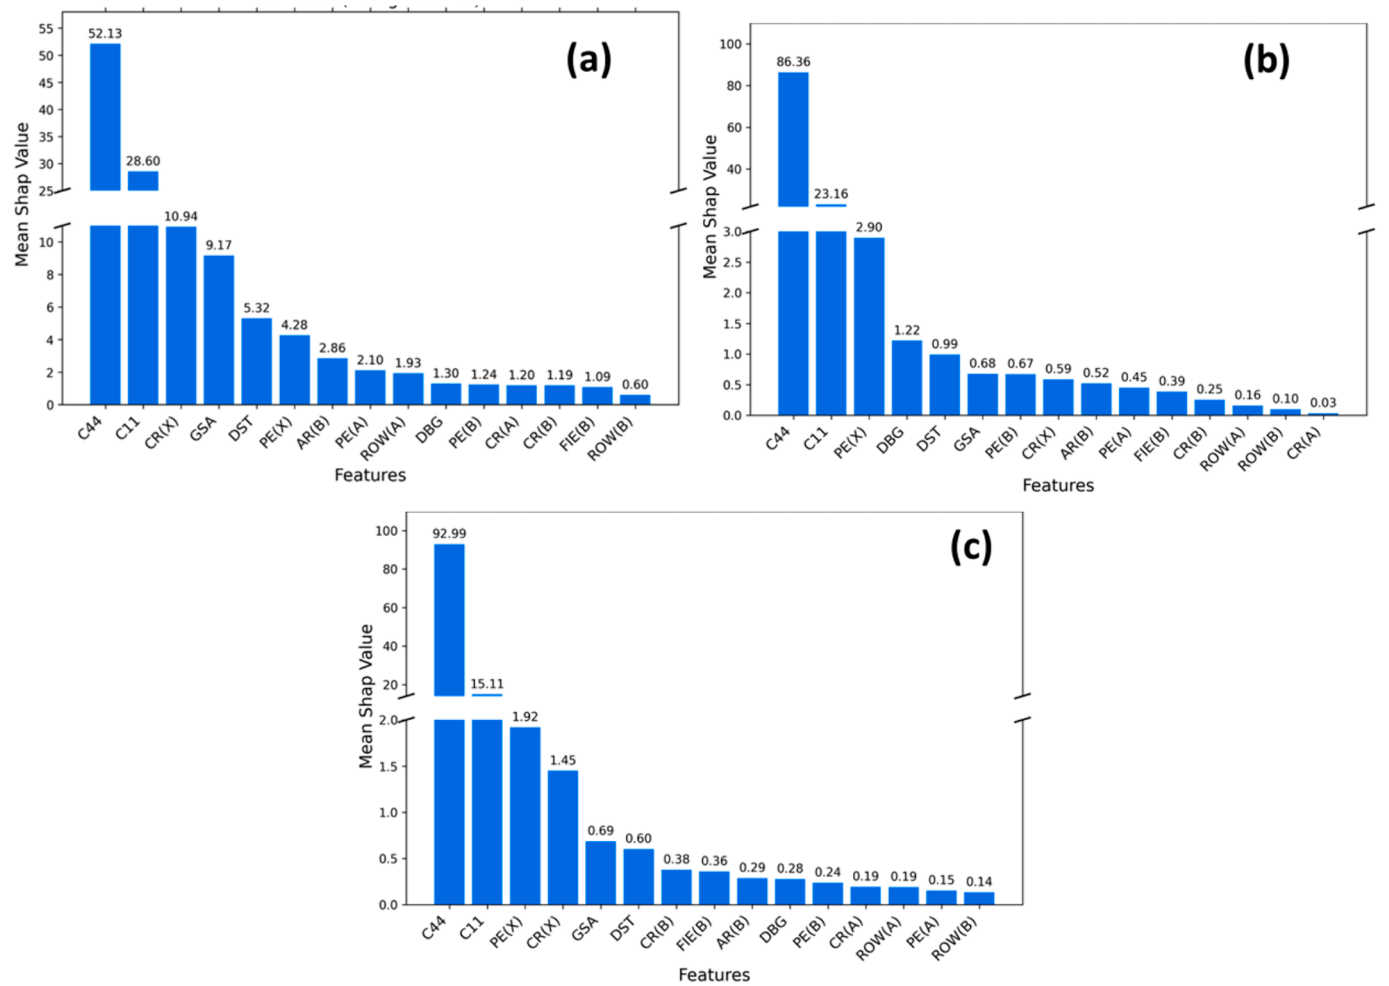 (a)
Mean Shap Value
55
50
45
40
35
30
25
10
8
6
4
2
0
52.13
28.60
10.94
9.17
5.32
4.28
2.86
2.10
1.93
1.30
1.24
1.20
1.19
1.09
0.60
C44
C11
CR(X)
GSA
DST
PE(X)
AR(B)
PE(A)
ROW(A)
DBG
PE(B)
CR(A)
CR(B)
FIE(B)
ROW(B)
Features
(b)
Mean Shap Value
100
80
60
40
3.0
2.5
2.0
1.5
1.0
0.5
0.0
86.36
23.16
2.90
1.22
0.99
0.68
0.67
0.59
0.52
0.45
0.39
0.25
0.16
0.10
0.03
C44
C11
PE(X)
DBG
DST
GSA
PE(B)
CR(X)
AR(B)
PE(A)
FIE(B)
CR(B)
ROW(A)
ROW(B)
CR(A)
Features
(c)
Mean Shap Value
100
80
60
40
20
2.0
1.5
1.0
0.5
0.0
92.99
15.11
1.92
1.45
0.69
0.60
0.38
0.36
0.29
0.28
0.24
0.19
0.19
0.15
0.14
C44
C11
PE(X)
CR(X)
GSA
DST
CR(B)
FIE(B)
AR(B)
DBG
PE(B)
CR(A)
ROW(A)
PE(A)
ROW(B)
Features